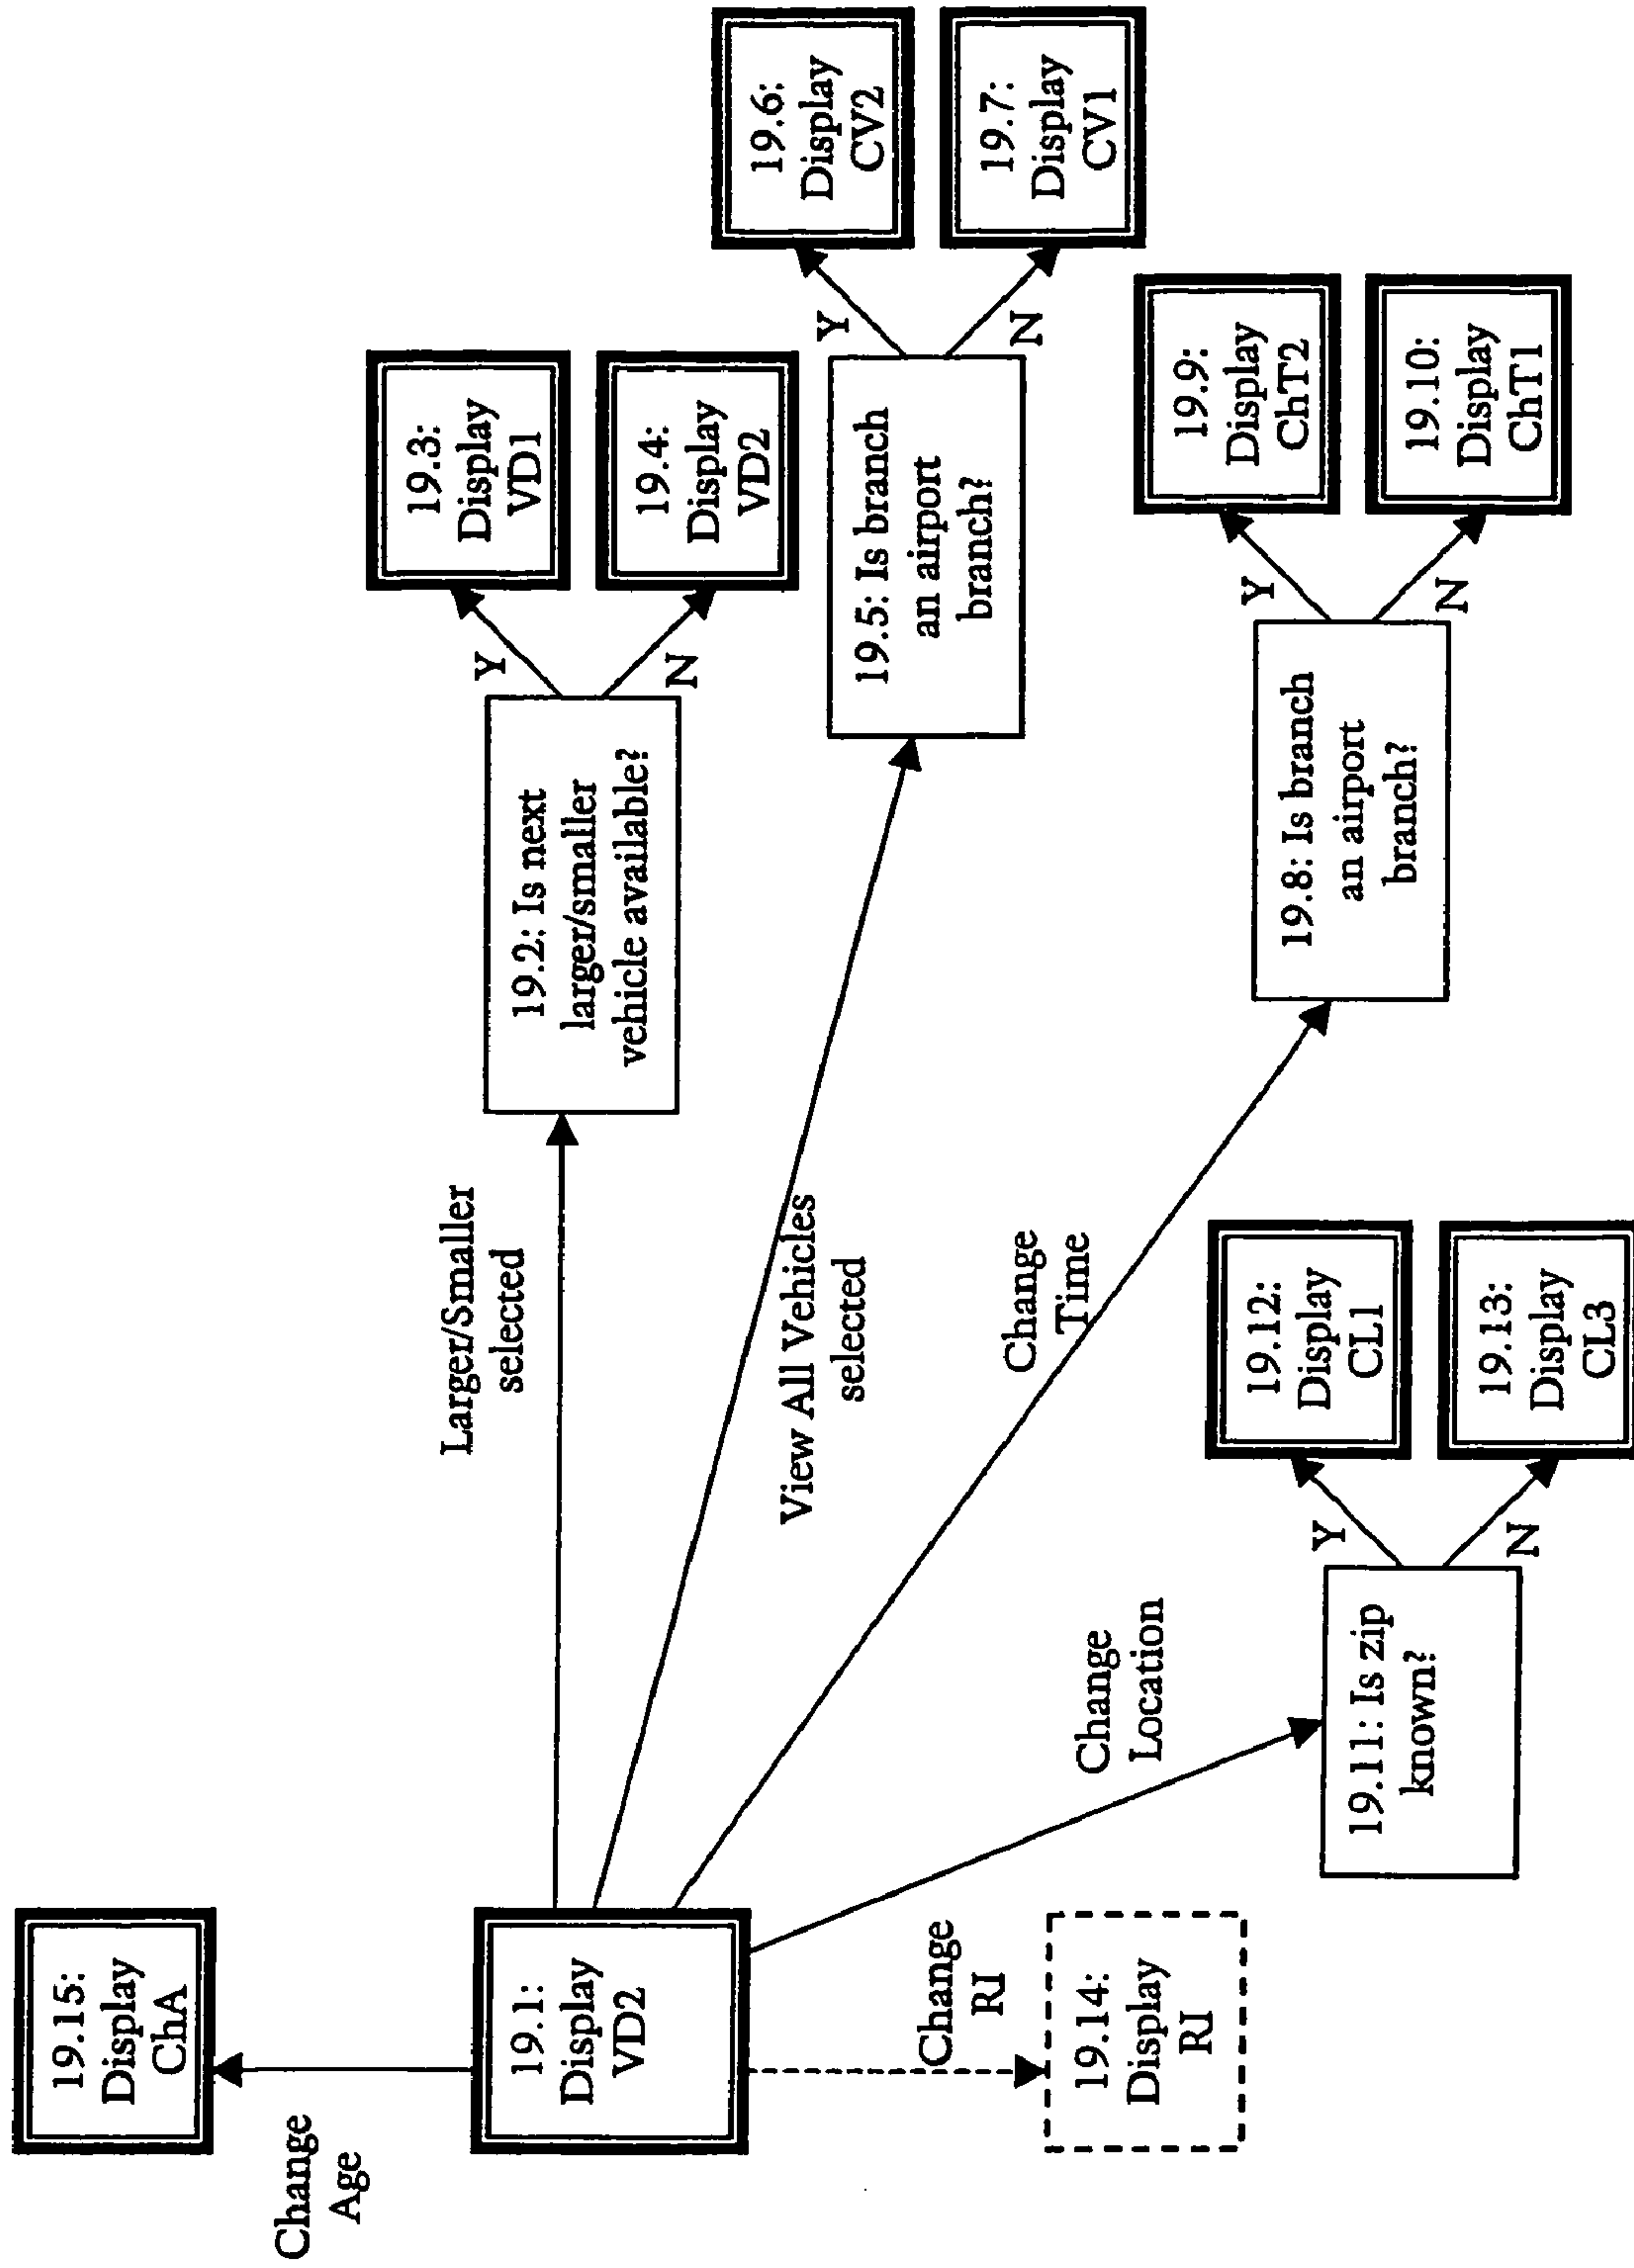 19.15:
Display
ChA
Change
Age
19.1:
Display
VD2
Larger/Smaller
selected
19.2: Is next
larger/smaller
vehicle available?
Y
N
19.3:
Display
VD1
19.4:
Display
VD2
View All Vehicles
selected
19.5: Is branch
an airport
branch?
Y
N
19.6:
Display
CV2
19.7:
Display
CV1
Change
Time
19.8: Is branch
an airport
branch?
Y
N
19.9:
Display
ChT2
19.10:
Display
ChT1
Change
Location
19.11: Is zip
known?
Y
N
19.12:
Display
CL1
19.13:
Display
CL3
Change
RI
19.14:
Display
RI